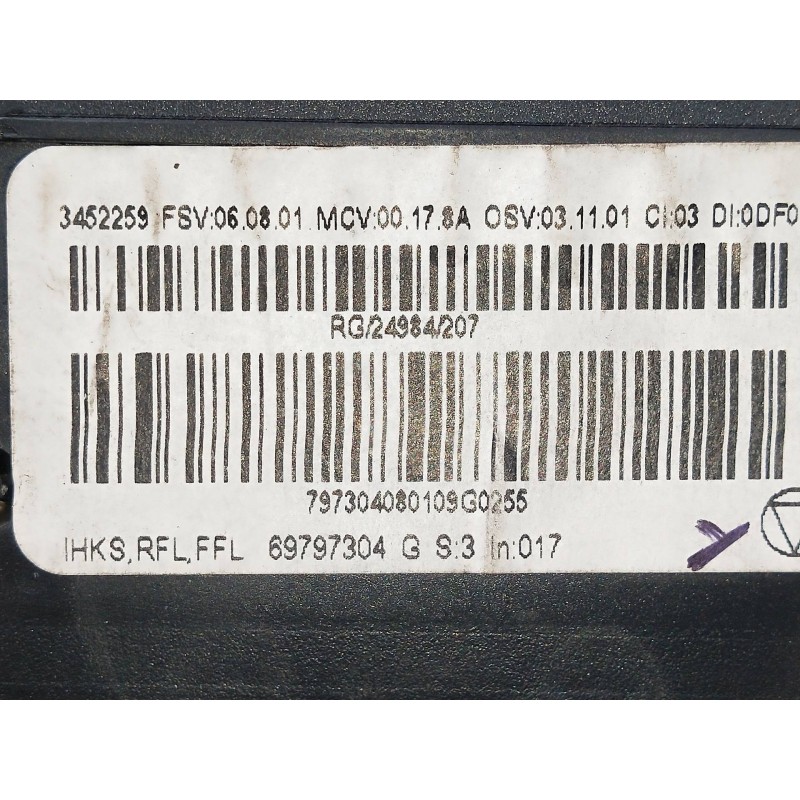 3452259 FSV:06.08.01 MCV:00.17.8A OSV:03.11.01 CI:03 DI:0DF0
RG/24984/207
797304080109G0255
IHKS,RFL,FFL 69797304 G S:3 In:017